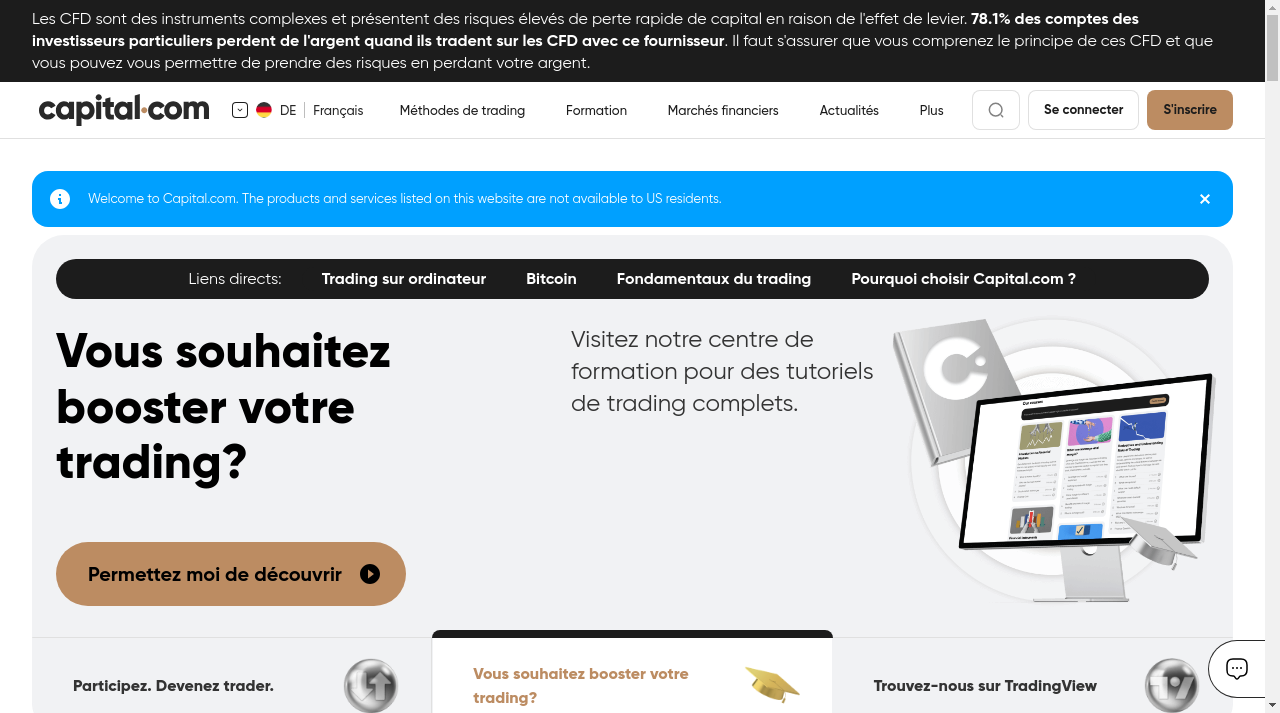 Les CFD sont des instruments complexes et présentent des risques élevés de perte rapide de capital en raison de l'effet de levier. 78.1% des comptes des
investisseurs particuliers perdent de l'argent quand ils tradent sur les CFD avec ce fournisseur. Il faut s'assurer que vous comprenez le principe de ces CFD et que
vous pouvez vous permettre de prendre des risques en perdant votre argent.
capital.com DE Français Méthodes de trading Formation Marchés financiers Actualités Plus Se connecter S'inscrire
Welcome to Capital.com. The products and services listed on this website are not available to US residents.
Liens directs: Trading sur ordinateur Bitcoin Fondamentaux du trading Pourquoi choisir Capital.com ?
Vous souhaitez
booster votre
trading?
Visitez notre centre de
formation pour des tutoriels
de trading complets.
Permettez moi de découvrir
Participez. Devenez trader.
Vous souhaitez booster votre
trading?
Trouvez-nous sur TradingView